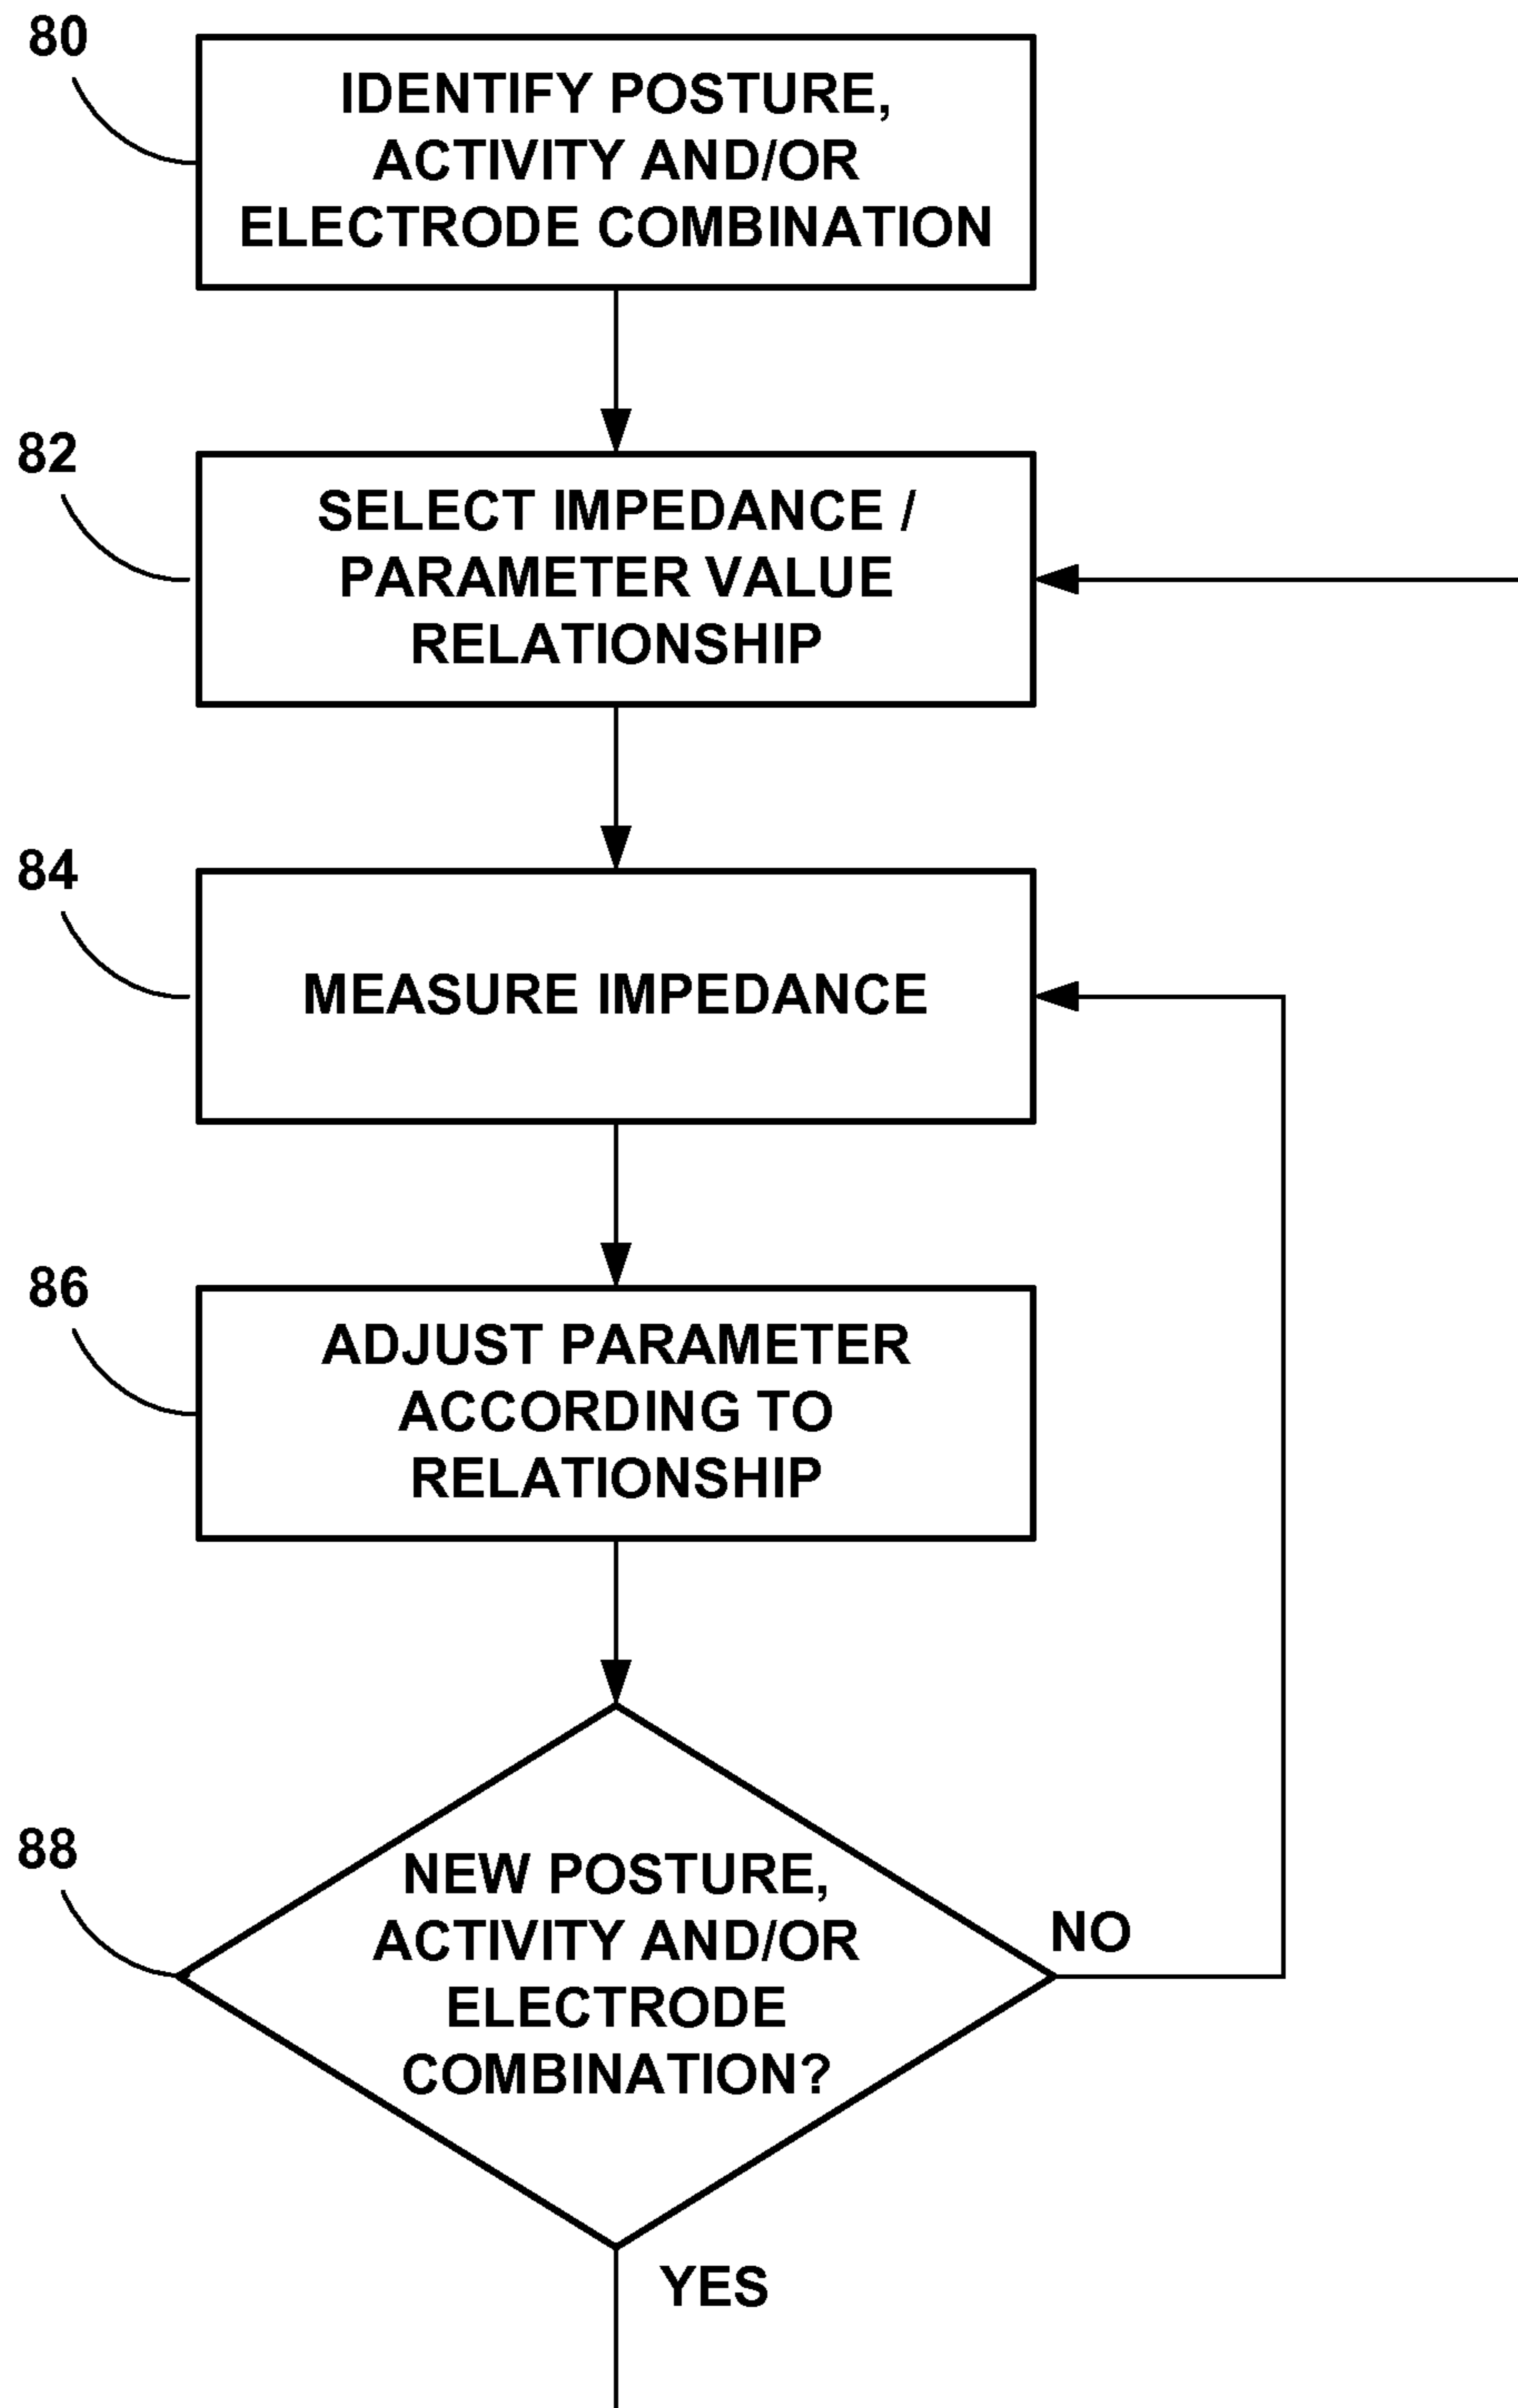 80
IDENTIFY POSTURE,
ACTIVITY AND/OR
ELECTRODE COMBINATION
82
SELECT IMPEDANCE /
PARAMETER VALUE
RELATIONSHIP
84
MEASURE IMPEDANCE
86
ADJUST PARAMETER
ACCORDING TO
RELATIONSHIP
88
NEW POSTURE,
ACTIVITY AND/OR
ELECTRODE
COMBINATION?
NO
YES